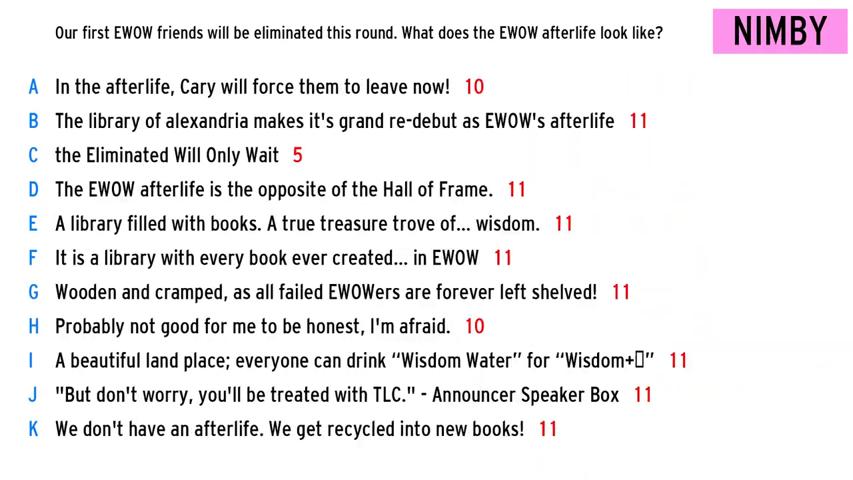 Our first EWOW friends will be eliminated this round. What does the EWOW afterlife look like?
NIMBY
A In the afterlife, Cary will force them to leave now! 10
B The library of alexandria makes it's grand re-debut as EWOW's afterlife 11
C the Eliminated Will Only Wait 5
D The EWOW afterlife is the opposite of the Hall of Frame. 11
E A library filled with books. A true treasure trove of... wisdom. 11
F It is a library with every book ever created... in EWOW 11
G Wooden and cramped, as all failed EWOWers are forever left shelved! 11
H Probably not good for me to be honest, I'm afraid. 10
I A beautiful land place; everyone can drink “Wisdom Water” for “Wisdom+▯” 11
J "But don't worry, you'll be treated with TLC." - Announcer Speaker Box 11
K We don't have an afterlife. We get recycled into new books! 11